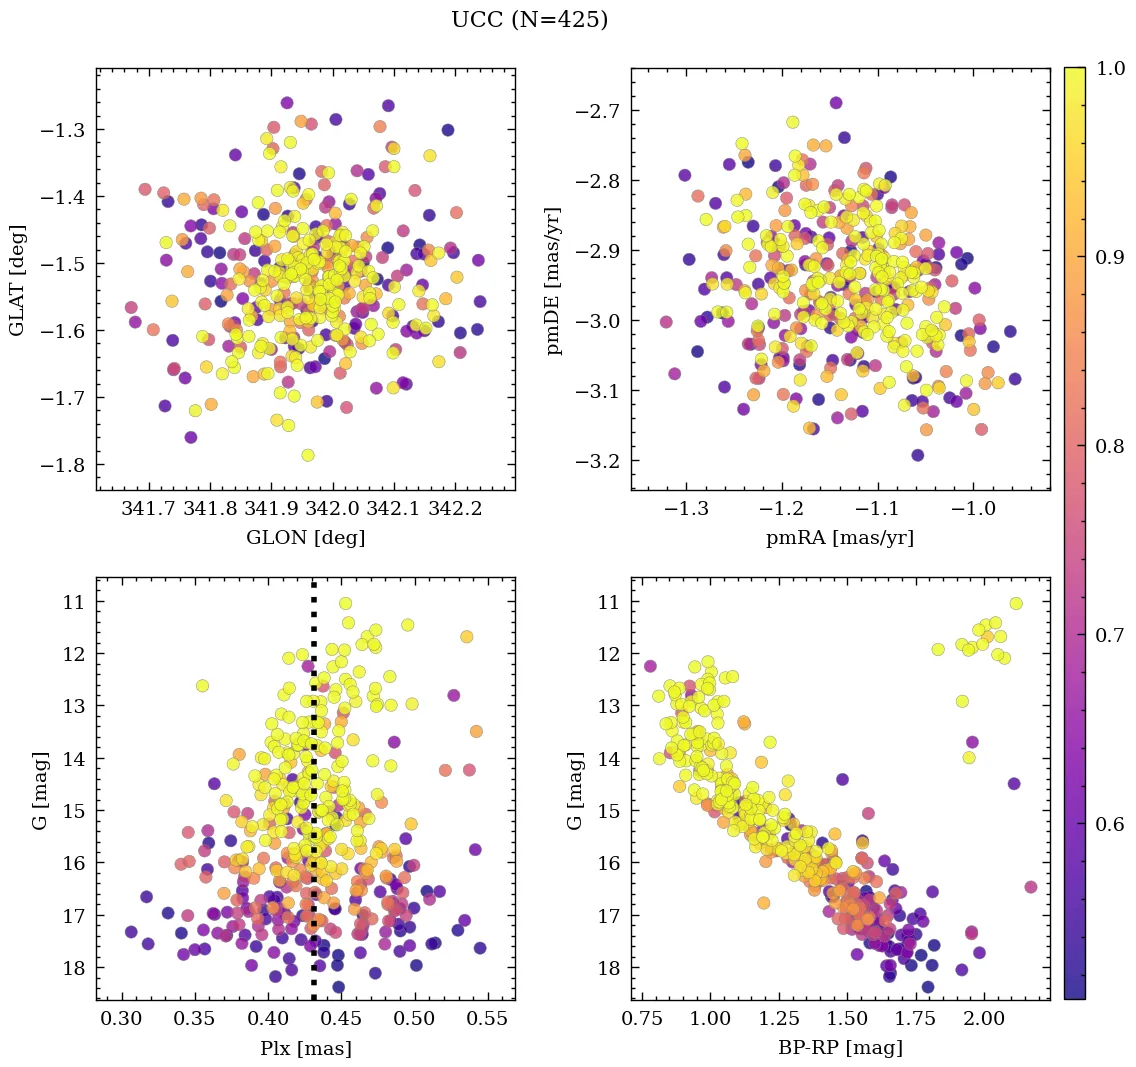 UCC (N=425)
−1.3
−1.4
−1.5
−1.6
−1.7
−1.8
GLAT [deg]
341.7 341.8 341.9 342.0 342.1 342.2
GLON [deg]
−2.7
−2.8
−2.9
−3.0
−3.1
−3.2
pmDE [mas/yr]
−1.3 −1.2 −1.1 −1.0
pmRA [mas/yr]
11
12
13
14
15
16
17
18
G [mag]
0.30 0.35 0.40 0.45 0.50 0.55
Plx [mas]
11
12
13
14
15
16
17
18
G [mag]
0.75 1.00 1.25 1.50 1.75 2.00
BP-RP [mag]
1.0
0.9
0.8
0.7
0.6